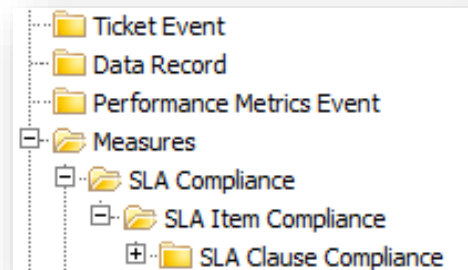 Ticket Event
Data Record
Performance Metrics Event
Measures
SLA Compliance
SLA Item Compliance
SLA Clause Compliance